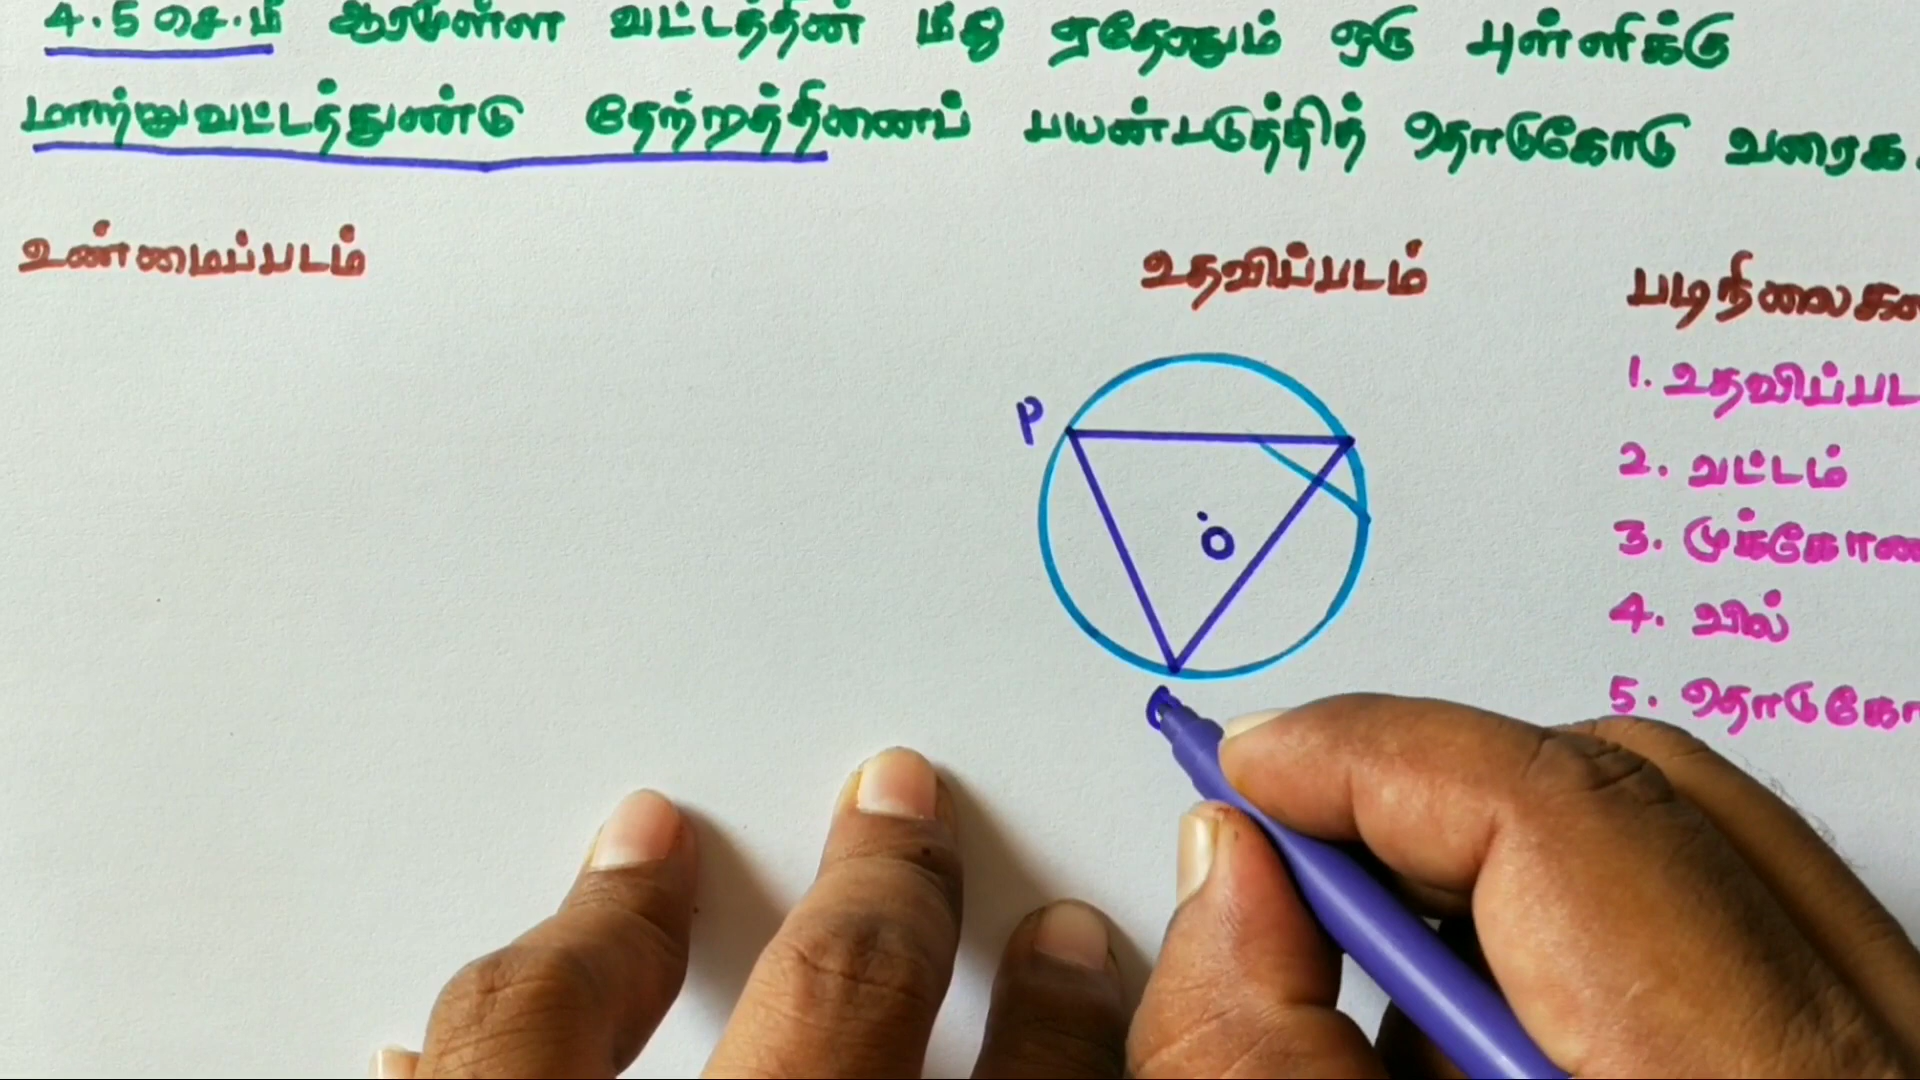 4.5 செ.மீ ஆரமுள்ள வட்டத்தின் மீது ஏதேனும் ஒரு புள்ளிக்கு
மாற்றுவட்டத்துண்டு தேற்றத்தினைப் பயன்படுத்தித் தொடுகோடு வரைக.
உண்மைப்படம்
உதவிப்படம்
படிநிலைகள
P
O
1. உதவிப்பட
2. வட்டம்
3. முக்கோண
4. வில்
5. தொடுகோ